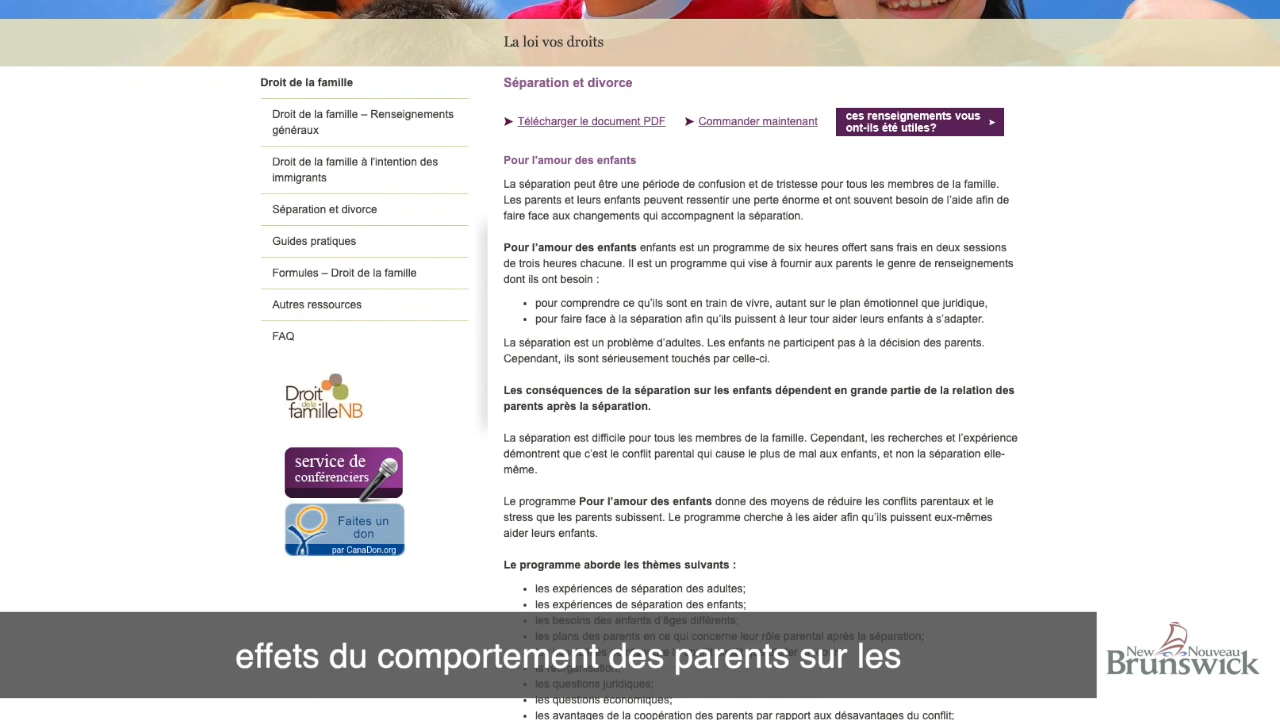 La loi vos droits
Droit de la famille
Droit de la famille – Renseignements
généraux
Droit de la famille à l'intention des
immigrants
Séparation et divorce
Guides pratiques
Formules – Droit de la famille
Autres ressources
FAQ
Droit
de la
familleNB
service de
conférenciers
Faites un
don
par CanaDon.org
Séparation et divorce
Télécharger le document PDF
Commander maintenant
ces renseignements vous
ont-ils été utiles?
Pour l'amour des enfants
La séparation peut être une période de confusion et de tristesse pour tous les membres de la famille.
Les parents et leurs enfants peuvent ressentir une perte énorme et ont souvent besoin de l'aide afin de
faire face aux changements qui accompagnent la séparation.
Pour l'amour des enfants enfants est un programme de six heures offert sans frais en deux sessions
de trois heures chacune. Il est un programme qui vise à fournir aux parents le genre de renseignements
dont ils ont besoin :
• pour comprendre ce qu'ils sont en train de vivre, autant sur le plan émotionnel que juridique,
• pour faire face à la séparation afin qu'ils puissent à leur tour aider leurs enfants à s'adapter.
La séparation est un problème d'adultes. Les enfants ne participent pas à la décision des parents.
Cependant, ils sont sérieusement touchés par celle-ci.
Les conséquences de la séparation sur les enfants dépendent en grande partie de la relation des
parents après la séparation.
La séparation est difficile pour tous les membres de la famille. Cependant, les recherches et l'expérience
démontrent que c'est le conflit parental qui cause le plus de mal aux enfants, et non la séparation elle-
même.
Le programme Pour l'amour des enfants donne des moyens de réduire les conflits parentaux et le
stress que les parents subissent. Le programme cherche à les aider afin qu'ils puissent eux-mêmes
aider leurs enfants.
Le programme aborde les thèmes suivants :
• les expériences de séparation des adultes;
• les expériences de séparation des enfants;
• les besoins des enfants d'âges différents;
• les plans des parents en ce qui concerne leur rôle parental après la séparation;
• les questions juridiques;
• les questions économiques;
• les avantages de la coopération des parents par rapport aux désavantages du conflit;
effets du comportement des parents sur les
New Nouveau
Brunswick